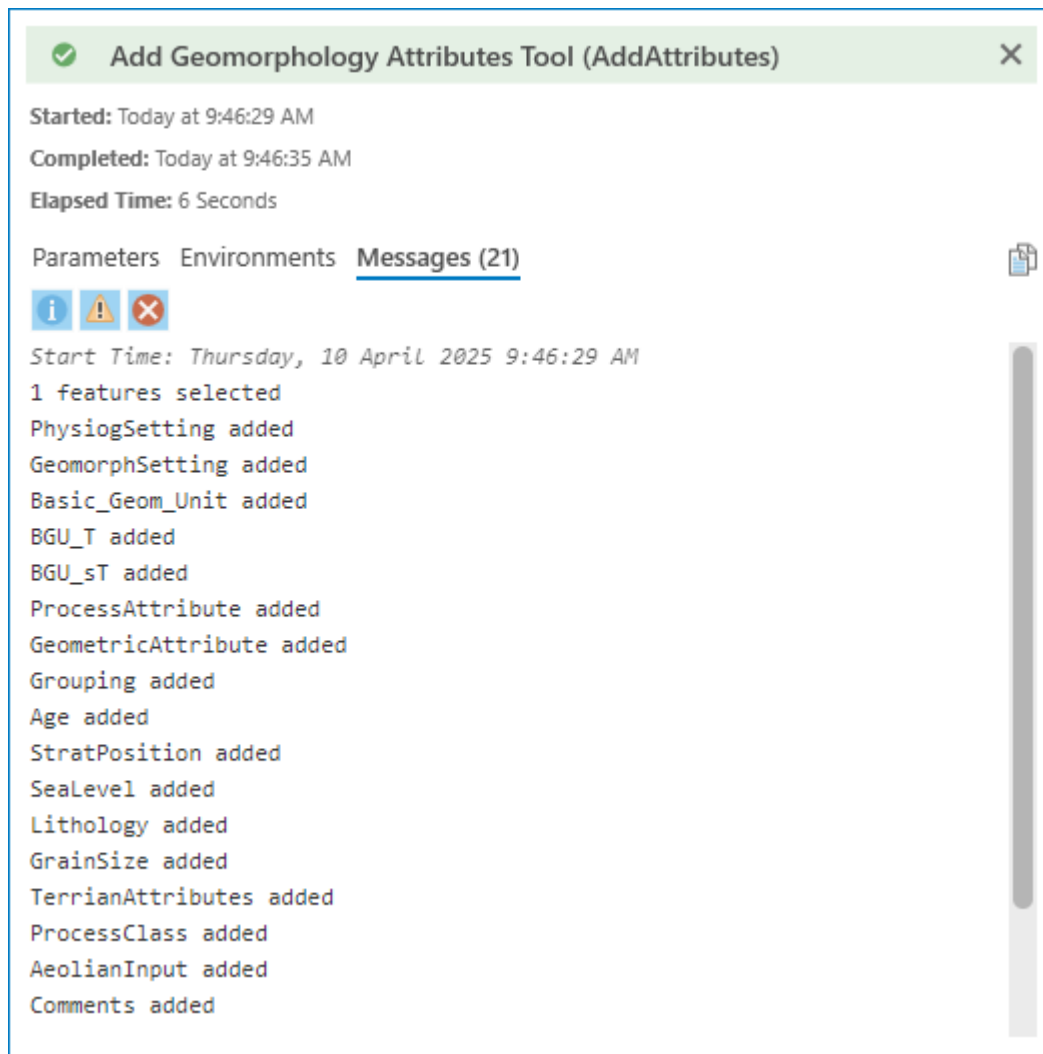 Add Geomorphology Attributes Tool (AddAttributes)
Started: Today at 9:46:29 AM
Completed: Today at 9:46:35 AM
Elapsed Time: 6 Seconds
Parameters Environments Messages (21)
Start Time: Thursday, 10 April 2025 9:46:29 AM
1 features selected
PhysiogSetting added
GeomorphSetting added
Basic_Geom_Unit added
BGU_T added
BGU_sT added
ProcessAttribute added
GeometricAttribute added
Grouping added
Age added
StratPosition added
SeaLevel added
Lithology added
GrainSize added
TerrianAttributes added
ProcessClass added
AeolianInput added
Comments added